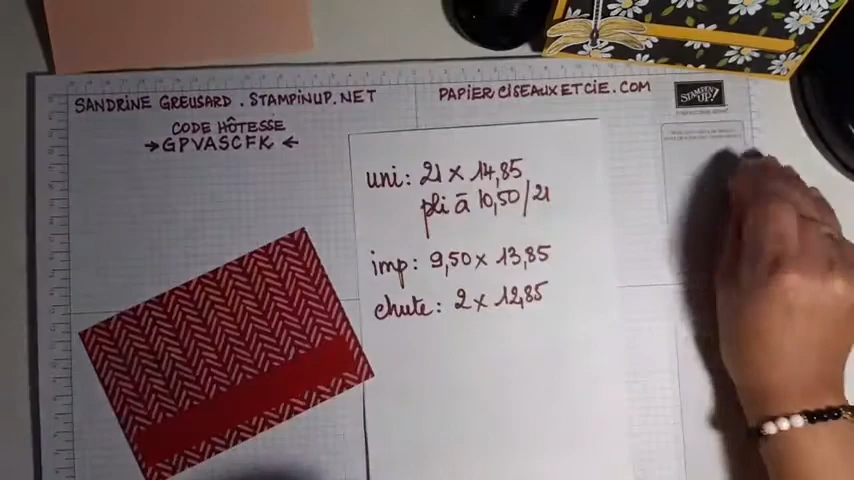 SANDRINE GREUSARD . STAMPINUP.NET
PAPIERCISEAUXETCIE.COM
STAMPIN' UP!
CODE HÔTESSE
→GPVASCFK←
uni : 21 x 14,85
pli à 10,50/21
imp : 9,50 x 13,85
chute : 2 x 12,85